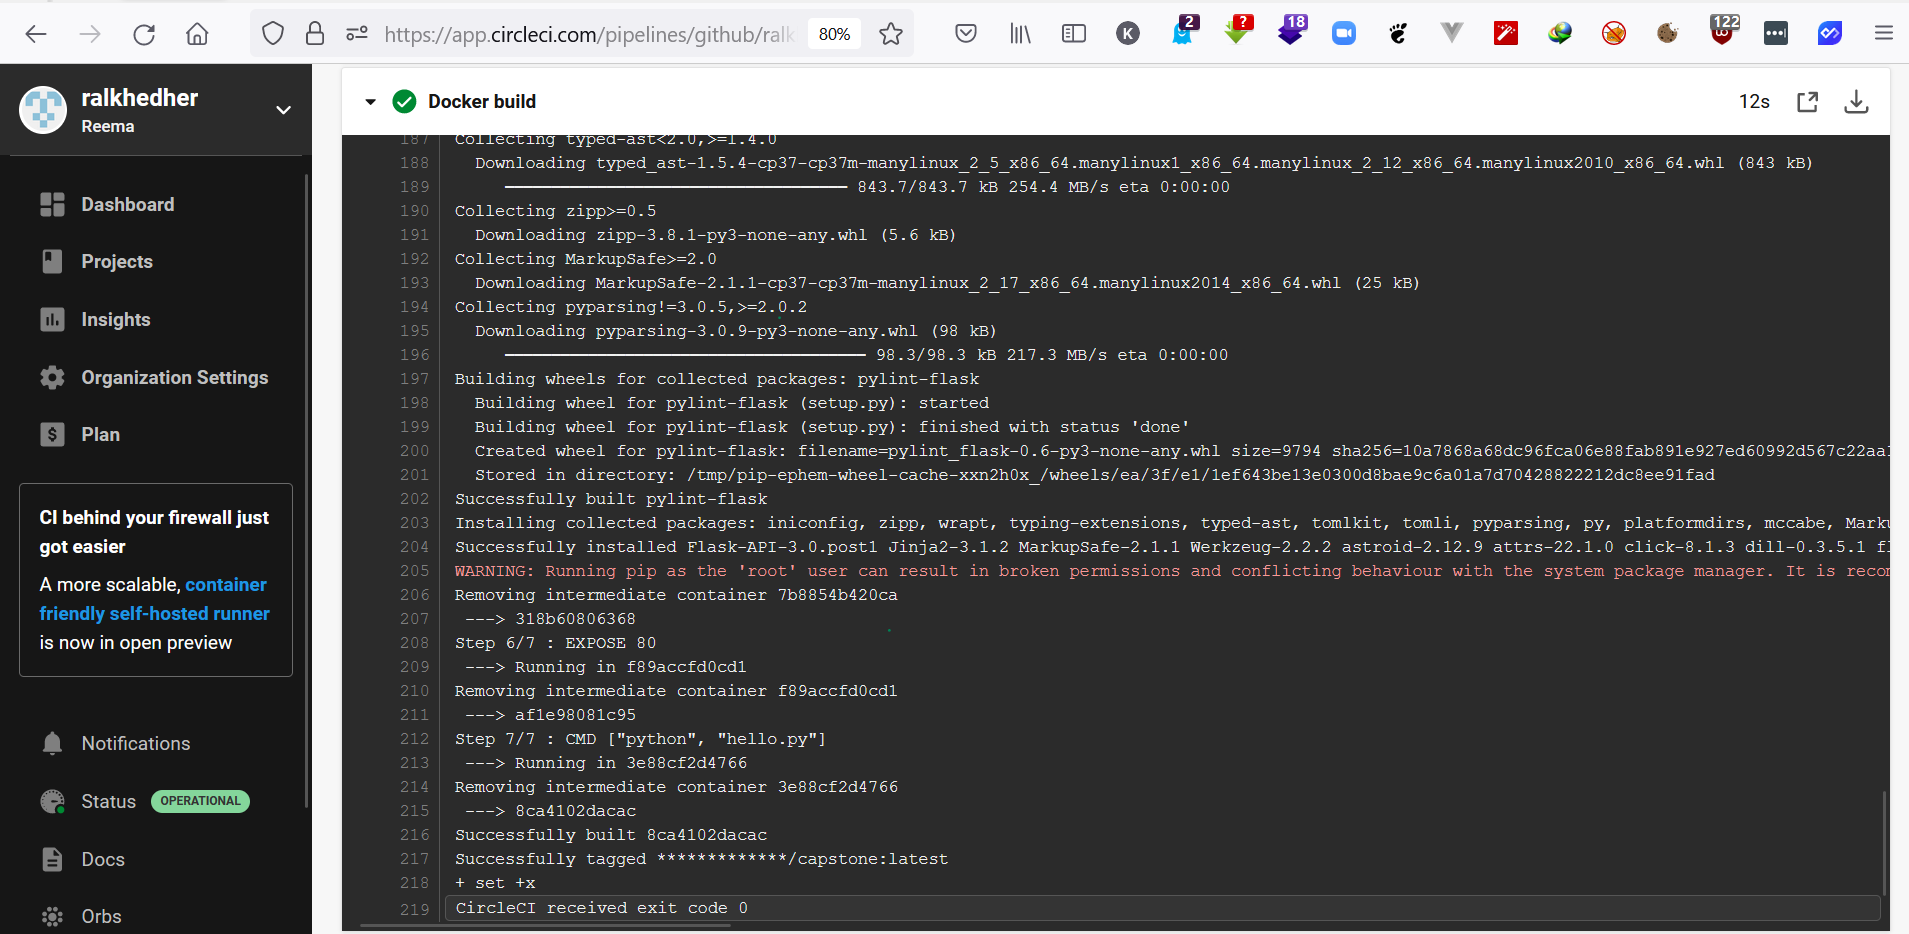 https://app.circleci.com/pipelines/github/ralk
80%
K
2
?
18
122
ralkhedher
Reema
Dashboard
Projects
Insights
Organization Settings
Plan
CI behind your firewall just
got easier
A more scalable, container
friendly self-hosted runner
is now in open preview
Notifications
Status OPERATIONAL
Docs
Orbs
Docker build 12s
187 Collecting typed-ast<2.0,>=1.4.0
188 Downloading typed_ast-1.5.4-cp37-cp37m-manylinux_2_5_x86_64.manylinux1_x86_64.manylinux_2_12_x86_64.manylinux2010_x86_64.whl (843 kB)
189 843.7/843.7 kB 254.4 MB/s eta 0:00:00
190 Collecting zipp>=0.5
191 Downloading zipp-3.8.1-py3-none-any.whl (5.6 kB)
192 Collecting MarkupSafe>=2.0
193 Downloading MarkupSafe-2.1.1-cp37-cp37m-manylinux_2_17_x86_64.manylinux2014_x86_64.whl (25 kB)
194 Collecting pyparsing!=3.0.5,>=2.0.2
195 Downloading pyparsing-3.0.9-py3-none-any.whl (98 kB)
196 98.3/98.3 kB 217.3 MB/s eta 0:00:00
197 Building wheels for collected packages: pylint-flask
198 Building wheel for pylint-flask (setup.py): started
199 Building wheel for pylint-flask (setup.py): finished with status 'done'
200 Created wheel for pylint-flask: filename=pylint_flask-0.6-py3-none-any.whl size=9794 sha256=10a7868a68dc96fca06e88fab891e927ed60992d567c22aa1
201 Stored in directory: /tmp/pip-ephem-wheel-cache-xxn2h0x_/wheels/ea/3f/e1/1ef643be13e0300d8bae9c6a01a7d70428822212dc8ee91fad
202 Successfully built pylint-flask
203 Installing collected packages: iniconfig, zipp, wrapt, typing-extensions, typed-ast, tomlkit, tomli, pyparsing, py, platformdirs, mccabe, Marku
204 Successfully installed Flask-API-3.0.post1 Jinja2-3.1.2 MarkupSafe-2.1.1 Werkzeug-2.2.2 astroid-2.12.9 attrs-22.1.0 click-8.1.3 dill-0.3.5.1 fl
205 WARNING: Running pip as the 'root' user can result in broken permissions and conflicting behaviour with the system package manager. It is recom
206 Removing intermediate container 7b8854b420ca
207 ---> 318b60806368
208 Step 6/7 : EXPOSE 80
209 ---> Running in f89accfd0cd1
210 Removing intermediate container f89accfd0cd1
211 ---> af1e98081c95
212 Step 7/7 : CMD ["python", "hello.py"]
213 ---> Running in 3e88cf2d4766
214 Removing intermediate container 3e88cf2d4766
215 ---> 8ca4102dacac
216 Successfully built 8ca4102dacac
217 Successfully tagged *************/capstone:latest
218 + set +x
219 CircleCI received exit code 0